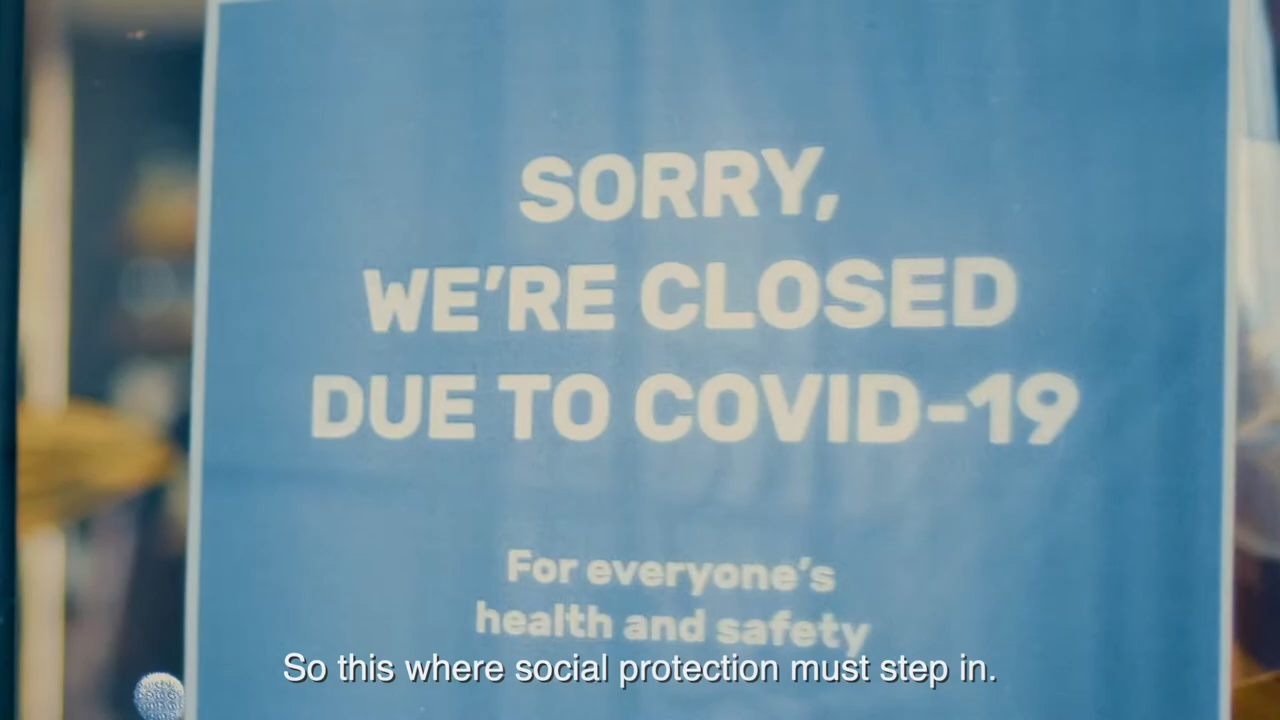 SORRY,
WE'RE CLOSED
DUE TO COVID-19
For everyone's
health and safety
So this where social protection must step in.